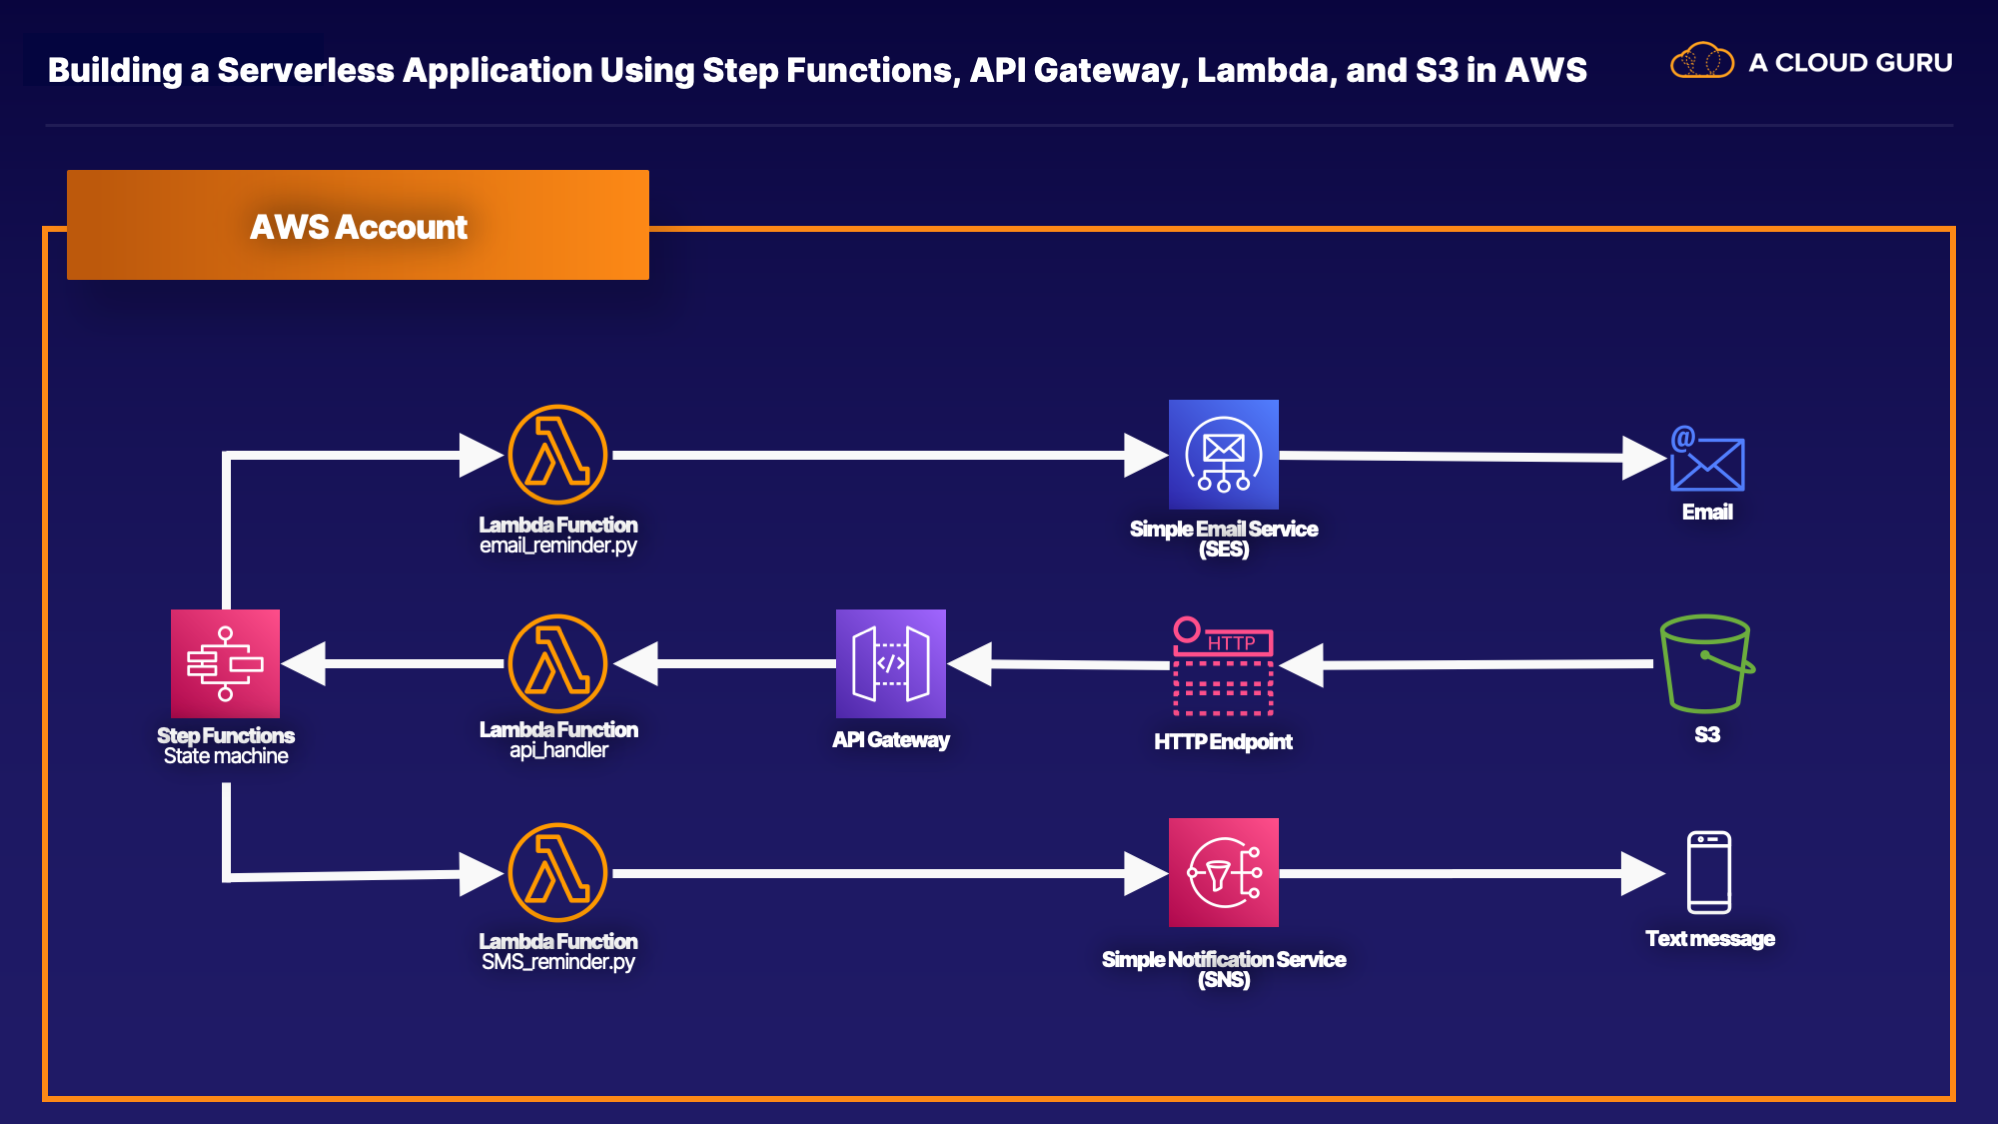 Building a Serverless Application Using Step Functions, API Gateway, Lambda, and S3 in AWS
A CLOUD GURU
AWS Account
Lambda Function
email_reminder.py
Simple Email Service
(SES)
@
Email
Step Functions
State machine
Lambda Function
api_handler
</>
API Gateway
HTTP
HTTP Endpoint
S3
Lambda Function
SMS_reminder.py
Simple Notification Service
(SNS)
Text message